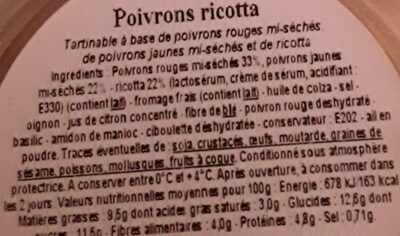 Poivrons ricotta
Tartinable à base de poivrons rouges mi-séchés
de poivrons jaunes mi-séchés et de ricotta
Ingrédients : Poivrons rouges mi-séchés 33%, poivrons jaunes
mi-séchés 22% - ricotta 22% (lactosérum, crème de sérum, acidifiant :
E330) (contient lait) - fromage frais (contient lait) - huile de colza - sel -
oignon - jus de citron concentré - fibre de blé - poivron rouge déshydraté -
basilic - amidon de manioc - ciboulette déshydratée - conservateur : E202 - ail en
poudre. Traces éventuelles de : soja, crustacés, œufs, moutarde, graines de
sésame, poissons, mollusques, fruits à coque. Conditionné sous atmosphère
protectrice. A conserver entre 0°C et +4°C. Après ouverture, à consommer dans
les 2 jours. Valeurs nutritionnelles moyennes pour 100g : Energie : 678 kJ/163 kcal
Matières grasses : 9,6g dont acides gras saturés : 3,0g - Glucides : 12,6g dont
sucres : 11,5g - Fibres alimentaires : 4,0g - Protéines : 4,8g - Sel : 0,71g.